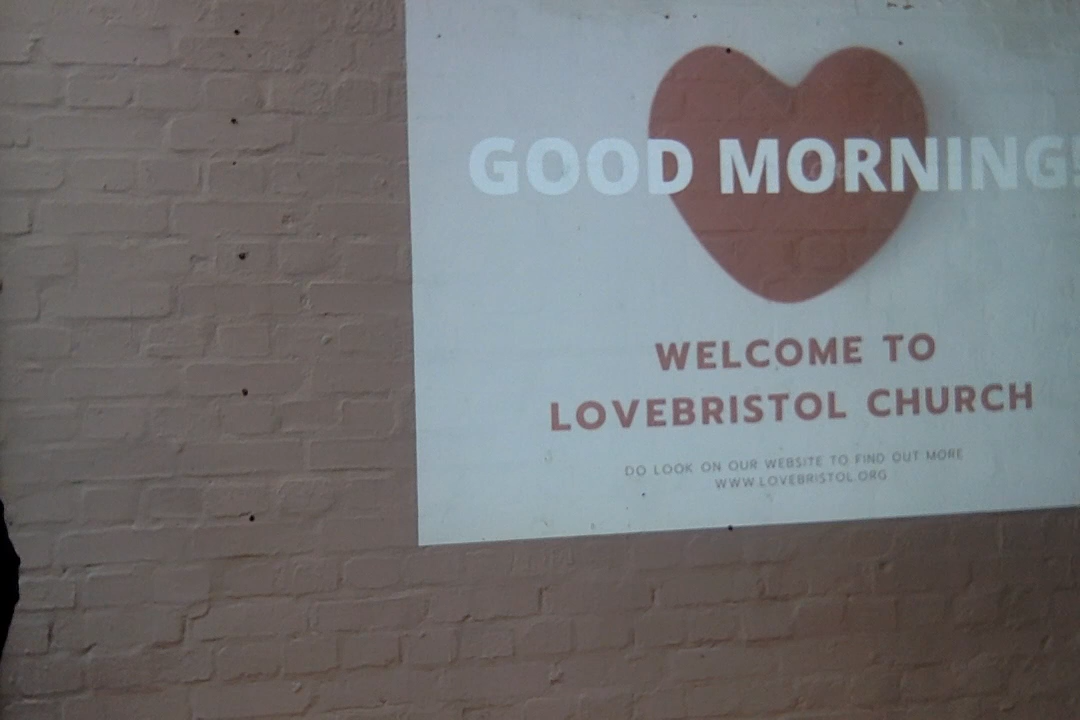 GOOD MORNING!
WELCOME TO
LOVEBRISTOL CHURCH
DO LOOK ON OUR WEBSITE TO FIND OUT MORE
WWW.LOVEBRISTOL.ORG